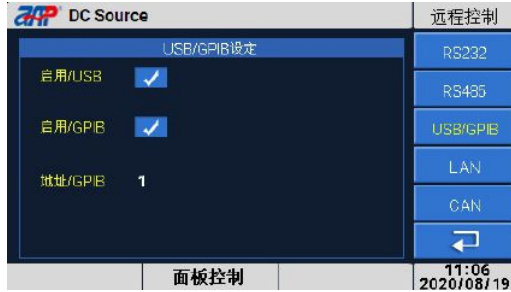 AAP DC Source
远程控制
USB/GPIB设定
启用/USB
启用/GPIB
地址/GPIB 1
RS232
RS485
USB/GPIB
LAN
CAN
面板控制
11:06
2020/08/19